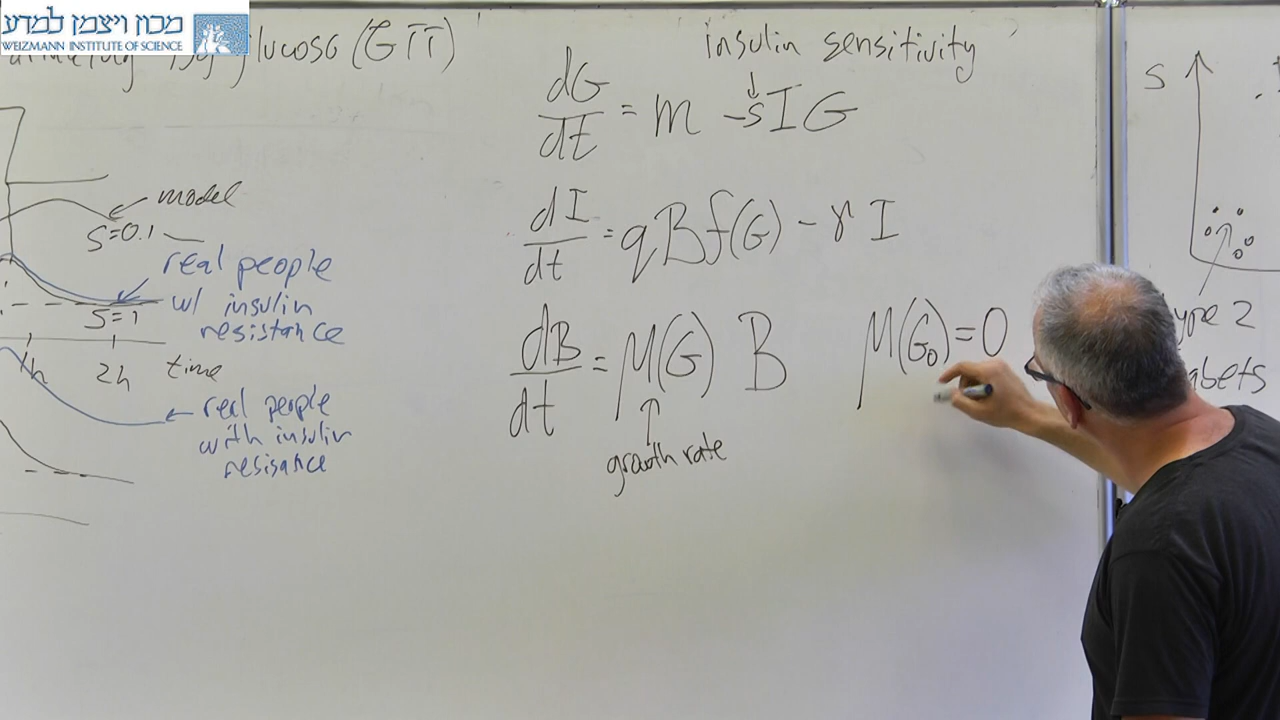 מכון ויצמן למדע
WEIZMANN INSTITUTE OF SCIENCE
glucose (GTT)
model
S=0.1
real people
w/ insulin
resistance
S=1
1h
2h
time
real people
with insulin
resisance
insulin sensitivity
dG/dt = m - sIG
dI/dt = qBf(G) - γI
dB/dt = μ(G) B
μ(G₀)=0
growth rate
S
ype 2
abets